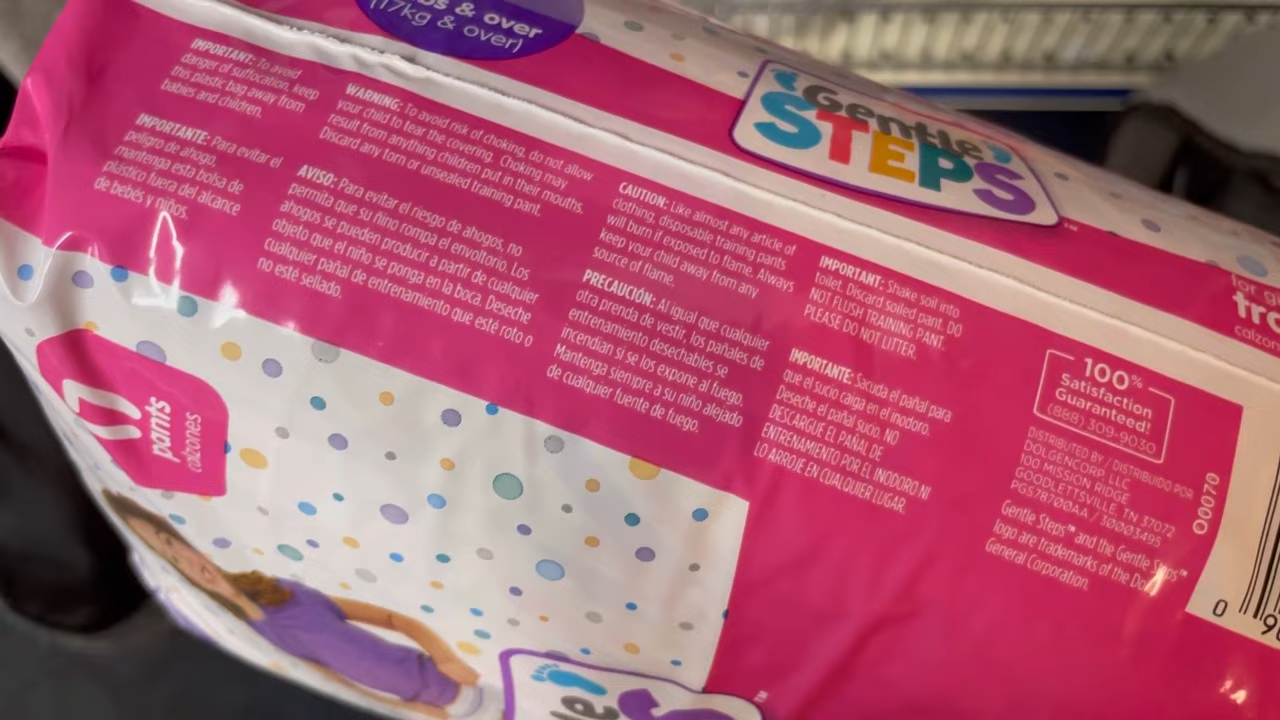 & over
(17kg & over)
Gentle
STEPS
™
IMPORTANT: To avoid
danger of suffocation, keep
this plastic bag away from
babies and children.
IMPORTANTE: Para evitar el
peligro de ahogo,
mantenga esta bolsa de
plástico fuera del alcance
de bebés y niños.
WARNING: To avoid risk of choking, do not allow
your child to tear the covering. Choking may
result from anything children put in their mouths.
Discard any torn or unsealed training pant.
AVISO: Para evitar el riesgo de ahogos, no
permita que su niño rompa el envoltorio. Los
ahogos se pueden producir a partir de cualquier
objeto que el niño se ponga en la boca. Deseche
cualquier pañal de entrenamiento que esté roto o
no esté sellado.
CAUTION: Like almost any article of
clothing, disposable training pants
will burn if exposed to flame. Always
keep your child away from any
source of flame.
PRECAUCIÓN: Al igual que cualquier
otra prenda de vestir, los pañales de
entrenamiento desechables se
incendian si se los expone al fuego.
Mantenga siempre a su niño alejado
de cualquier fuente de fuego.
IMPORTANT: Shake soil into
toilet. Discard soiled pant. DO
NOT FLUSH TRAINING PANT.
PLEASE DO NOT LITTER.
IMPORTANTE: Sacuda el pañal para
que el sucio caiga en el inodoro.
Deseche el pañal sucio. NO
DESCARGUE EL PAÑAL DE
ENTRENAMIENTO POR EL INODORO NI
LO ARROJE EN CUALQUIER LUGAR.
100%
Satisfaction
Guaranteed!
(888) 309-9030
DISTRIBUTED BY / DISTRIBUIDO POR
DOLGENCORP, LLC
100 MISSION RIDGE
GOODLETTSVILLE, TN 37072
PG578700AA / 30003495
Gentle Steps™ and the Gentle Steps™
logo are trademarks of the Dollar
General Corporation.
00070
0
17
pants
calzones